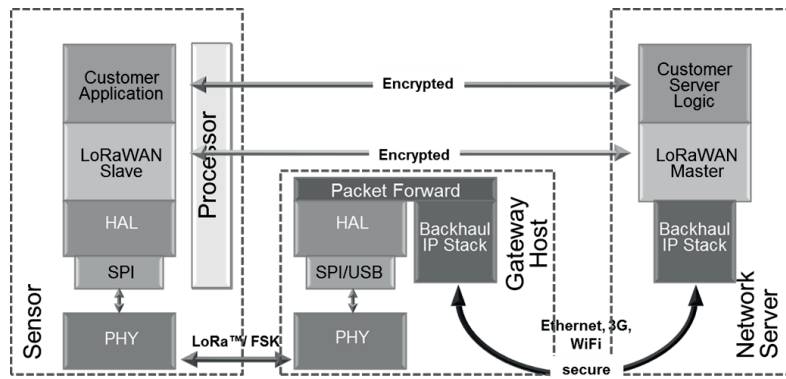 Customer
Application
LoRaWAN
Slave
HAL
SPI
PHY
Processor
Sensor
Encrypted
Encrypted
Packet Forward
HAL
SPI/USB
PHY
Backhaul
IP Stack
Gateway
Host
LoRa™/ FSK
Ethernet, 3G,
WiFi
secure
Customer
Server
Logic
LoRaWAN
Master
Backhaul
IP Stack
Network
Server